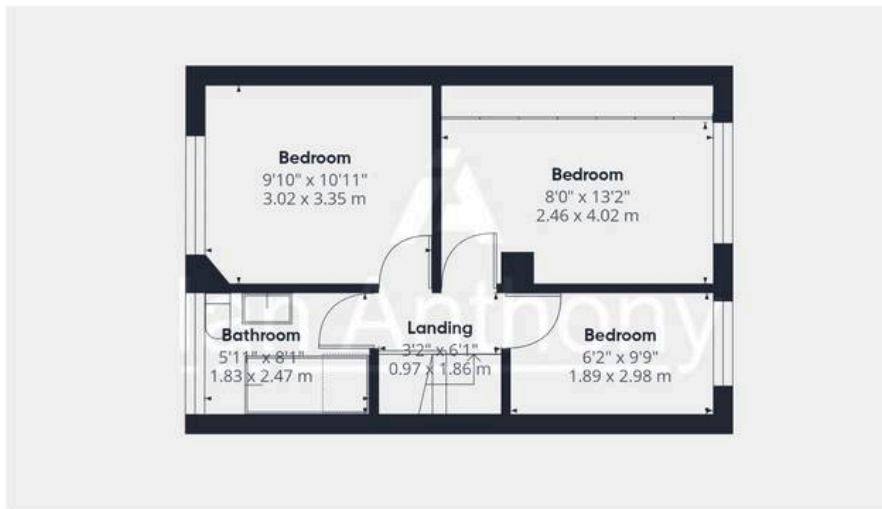 Bedroom
9'10" x 10'11"
3.02 x 3.35 m
Bedroom
8'0" x 13'2"
2.46 x 4.02 m
Bathroom
5'11" x 8'1"
1.83 x 2.47 m
Landing
3'2" x 6'1"
0.97 x 1.86 m
Bedroom
6'2" x 9'9"
1.89 x 2.98 m
Ian Anthony